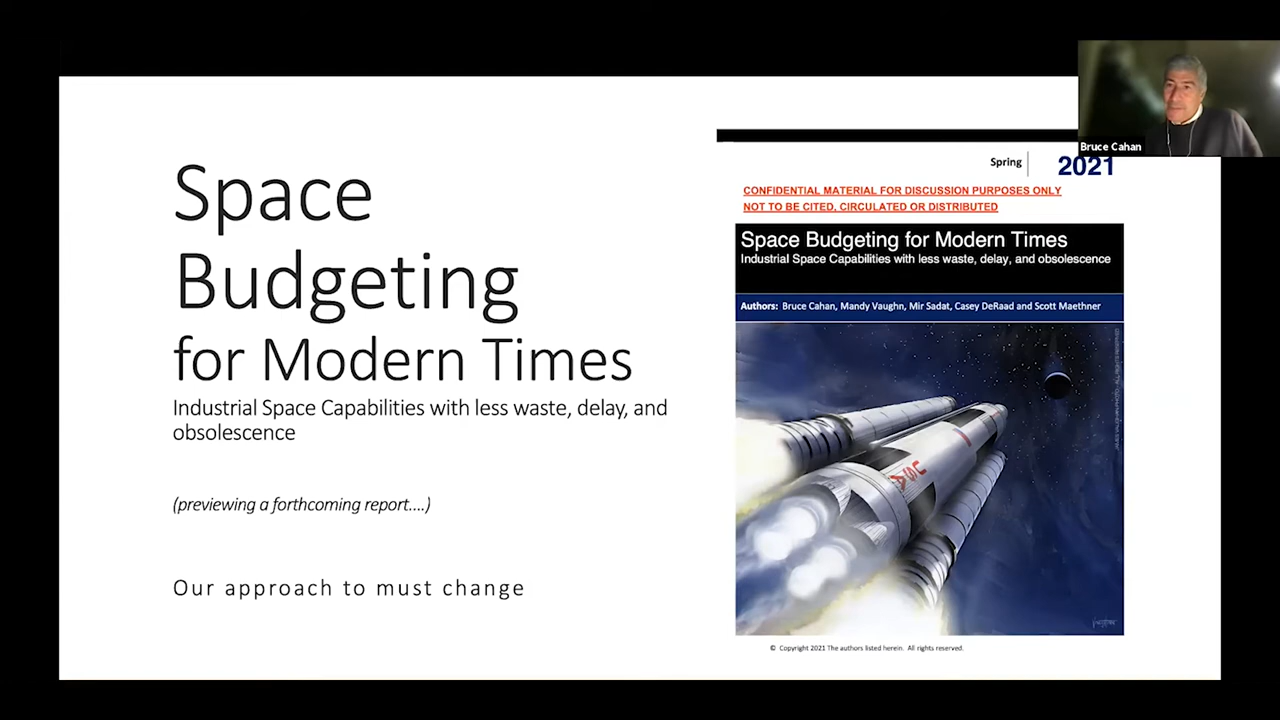 Space
Budgeting
for Modern Times
Industrial Space Capabilities with less waste, delay, and
obsolescence
(previewing a forthcoming report....)
Our approach to must change
Bruce Cahan
Spring
2021
CONFIDENTIAL MATERIAL FOR DISCUSSION PURPOSES ONLY
NOT TO BE CITED, CIRCULATED OR DISTRIBUTED
Space Budgeting for Modern Times
Industrial Space Capabilities with less waste, delay, and obsolescence
Authors: Bruce Cahan, Mandy Vaughn, Mir Sadat, Casey DeRaad and Scott Maethner
© Copyright 2021 The authors listed herein. All rights reserved.